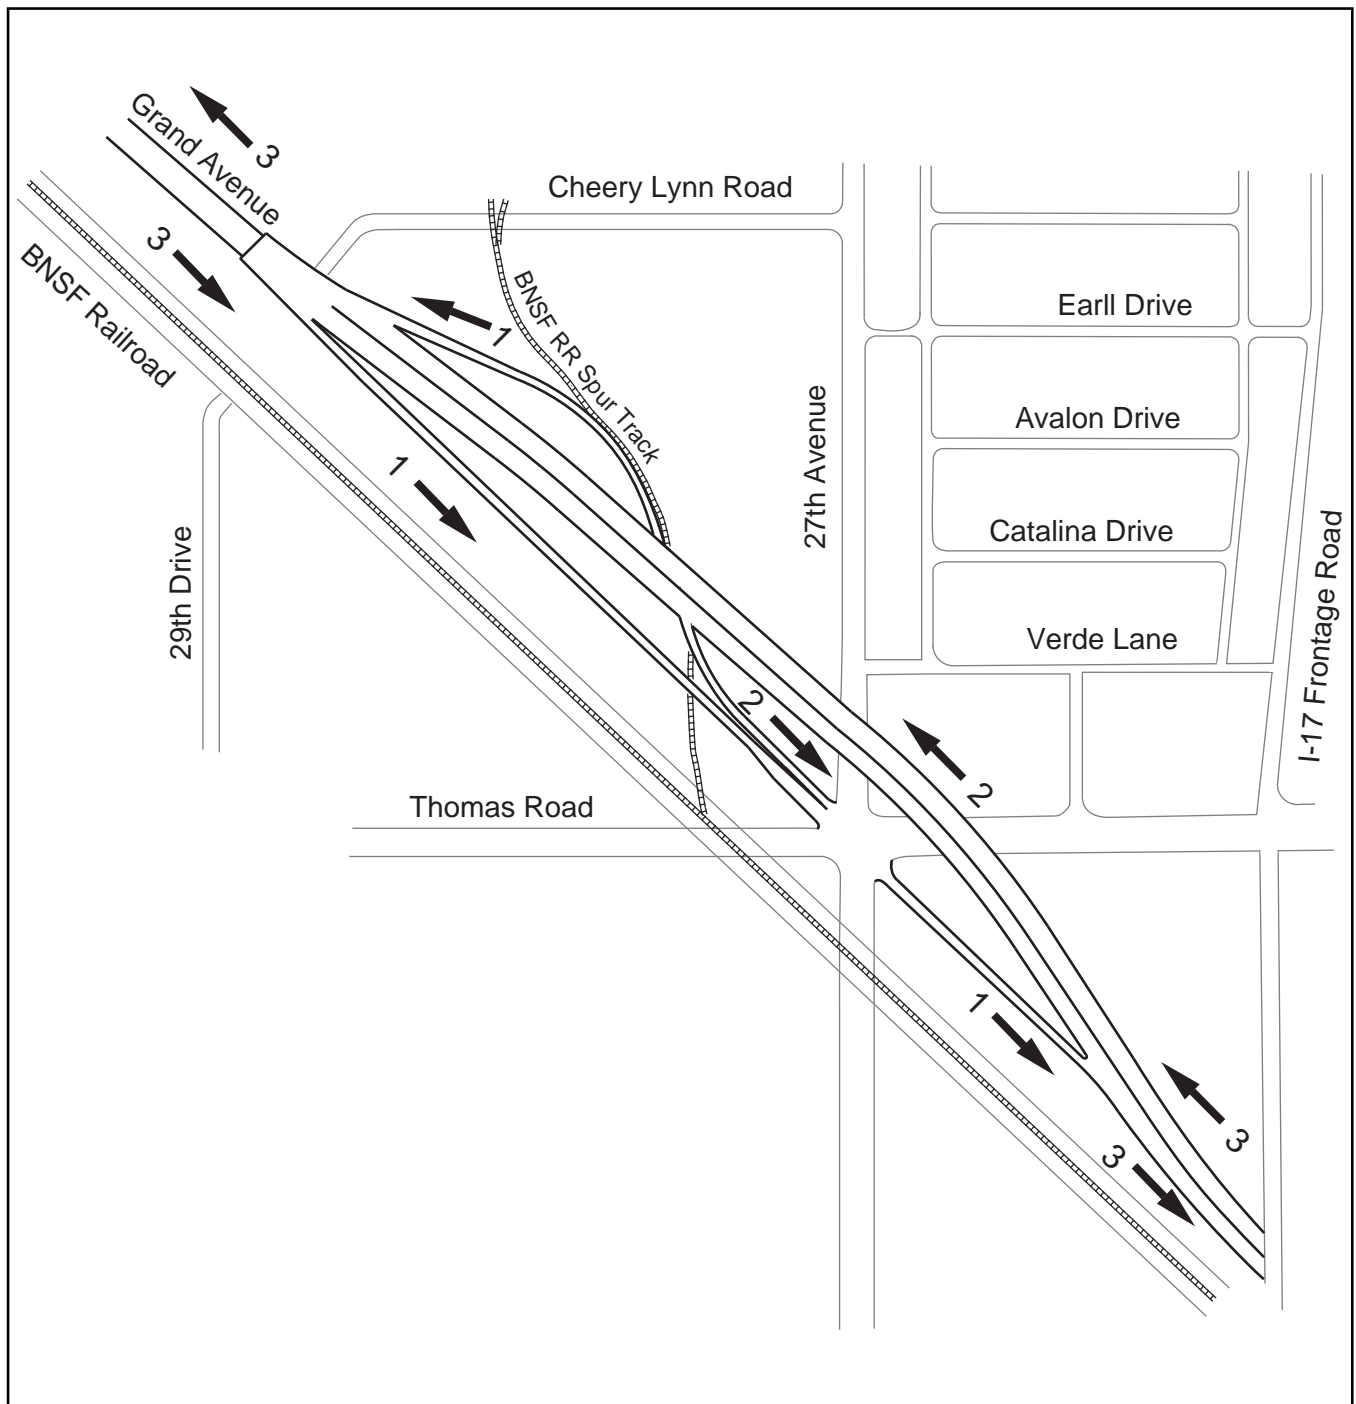 Grand Avenue
3
Cheery Lynn Road
3
BNSF Railroad
1
BNSF RR Spur Track
Earll Drive
27th Avenue
Avalon Drive
1
Catalina Drive
29th Drive
I-17 Frontage Road
Verde Lane
2
2
Thomas Road
1
3
3